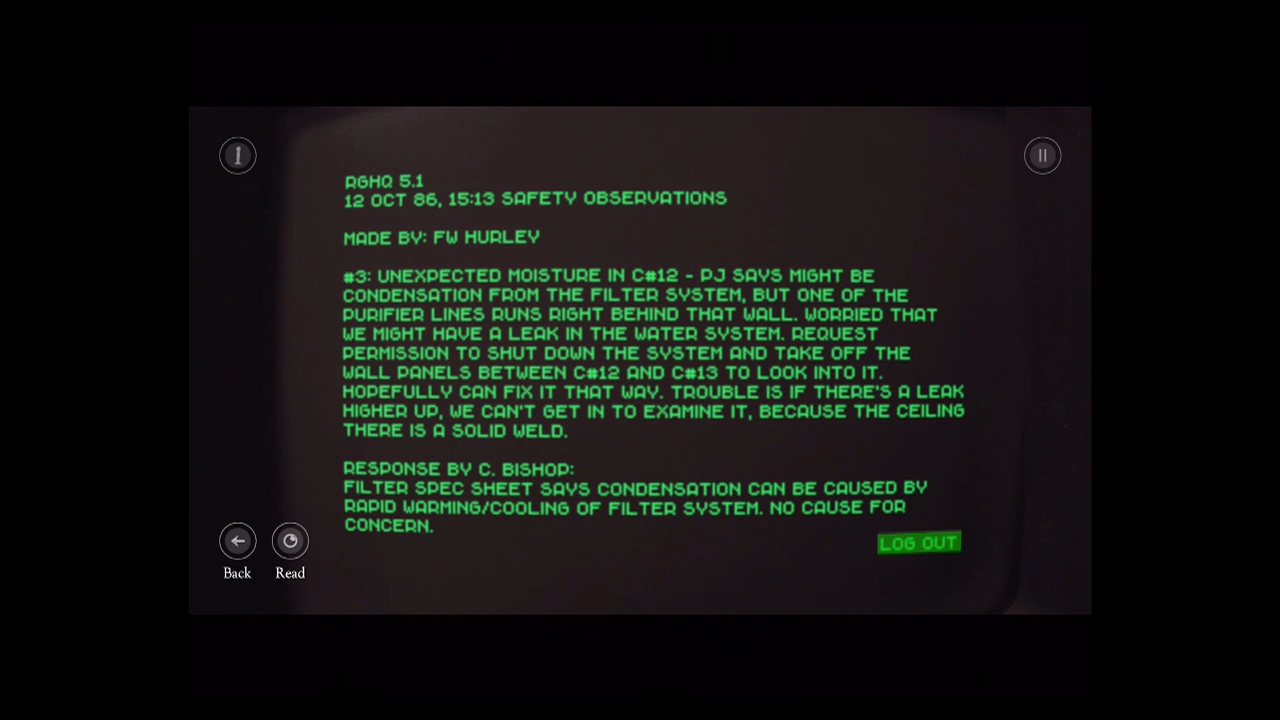 RGHQ 5.1
12 OCT 86, 15:13 SAFETY OBSERVATIONS
MADE BY: FW HURLEY
#3: UNEXPECTED MOISTURE IN C#12 - PJ SAYS MIGHT BE
CONDENSATION FROM THE FILTER SYSTEM, BUT ONE OF THE
PURIFIER LINES RUNS RIGHT BEHIND THAT WALL. WORRIED THAT
WE MIGHT HAVE A LEAK IN THE WATER SYSTEM. REQUEST
PERMISSION TO SHUT DOWN THE SYSTEM AND TAKE OFF THE
WALL PANELS BETWEEN C#12 AND C#13 TO LOOK INTO IT.
HOPEFULLY CAN FIX IT THAT WAY. TROUBLE IS IF THERE'S A LEAK
HIGHER UP, WE CAN'T GET IN TO EXAMINE IT, BECAUSE THE CEILING
THERE IS A SOLID WELD.
RESPONSE BY C. BISHOP:
FILTER SPEC SHEET SAYS CONDENSATION CAN BE CAUSED BY
RAPID WARMING/COOLING OF FILTER SYSTEM. NO CAUSE FOR
CONCERN.
LOG OUT
Back
Read